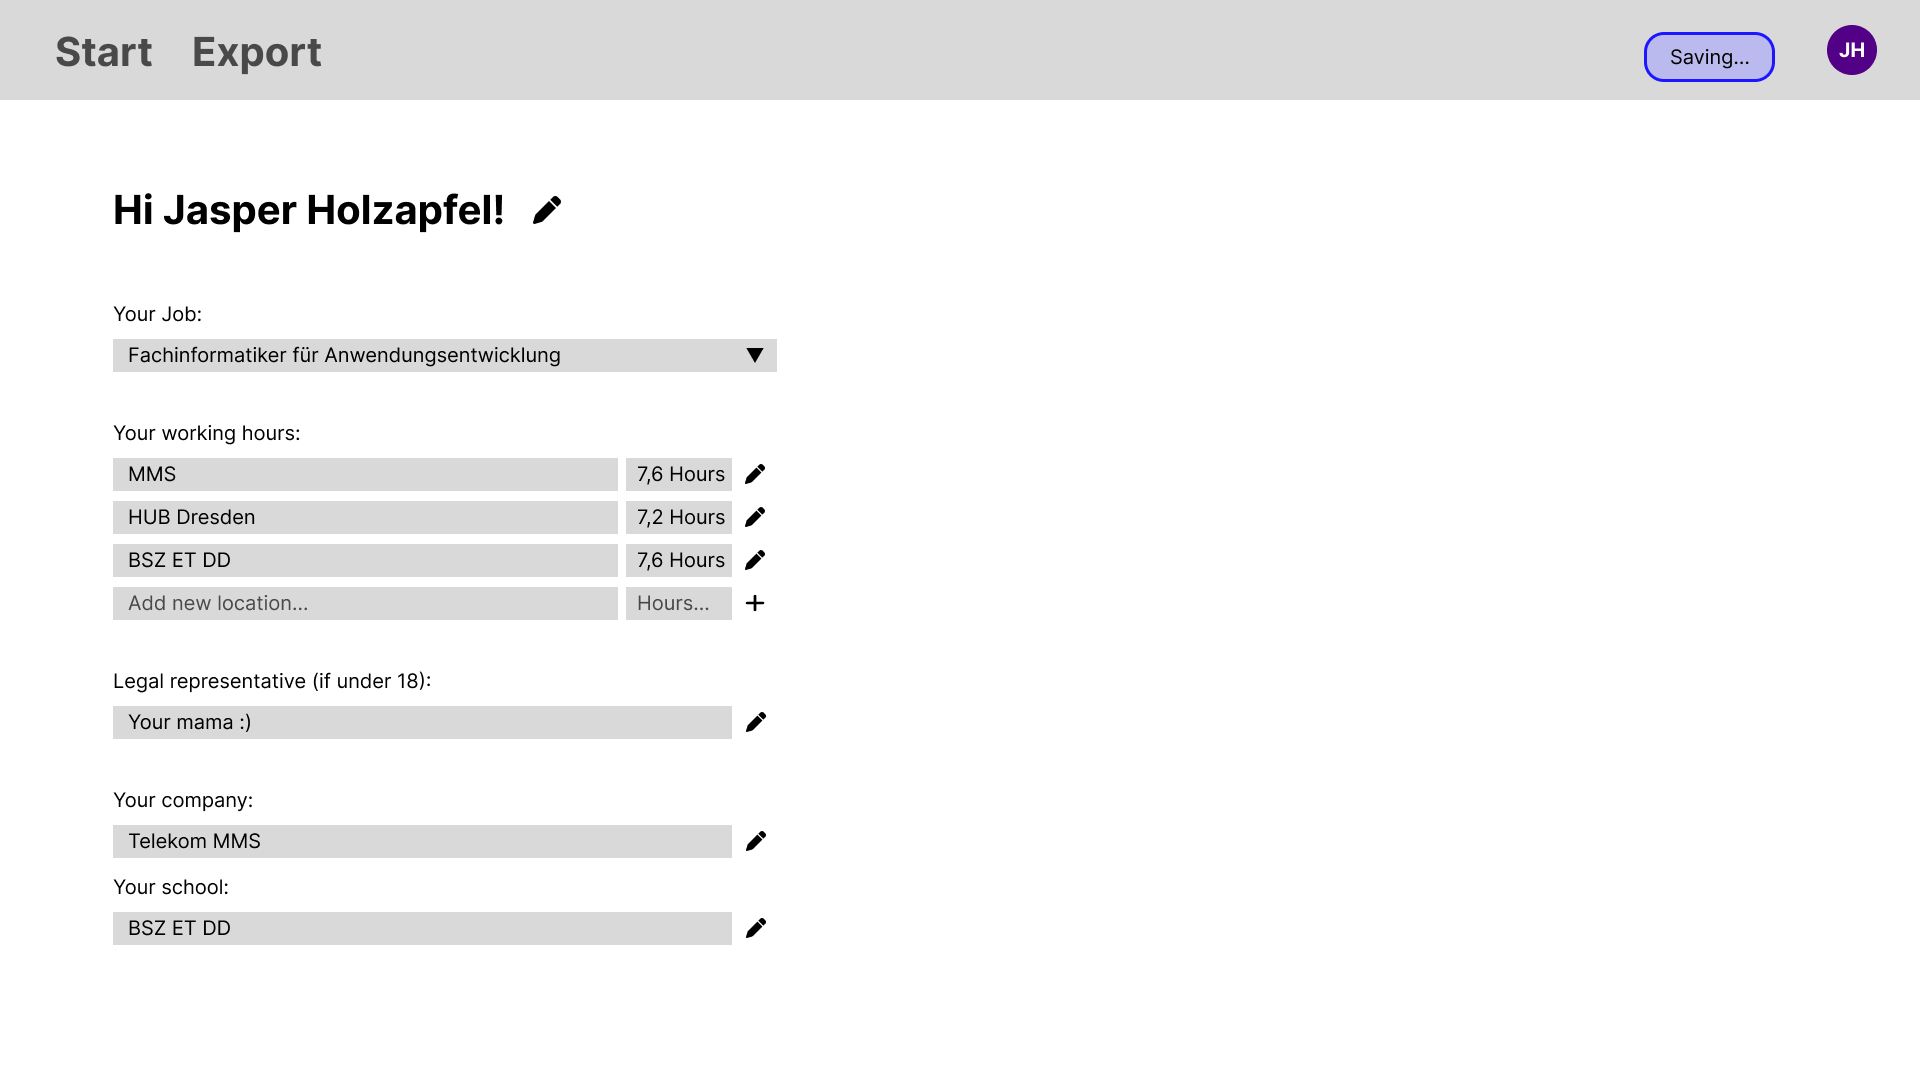 Start Export
Saving... JH
Hi Jasper Holzapfel!
Your Job:
Fachinformatiker für Anwendungsentwicklung
Your working hours:
MMS 7,6 Hours
HUB Dresden 7,2 Hours
BSZ ET DD 7,6 Hours
Add new location... Hours...
Legal representative (if under 18):
Your mama :)
Your company:
Telekom MMS
Your school:
BSZ ET DD